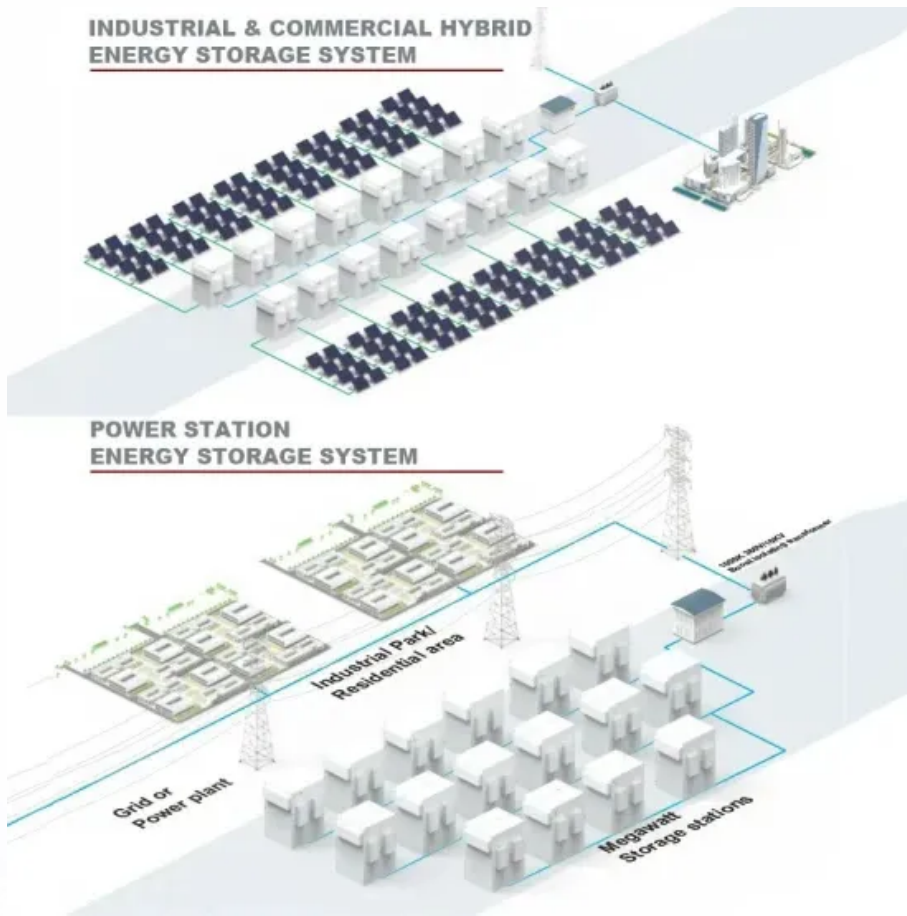 INDUSTRIAL & COMMERCIAL HYBRID
ENERGY STORAGE SYSTEM
POWER STATION
ENERGY STORAGE SYSTEM
Industrial Park/
Residential area
Grid or
Power plant
Megawatt
Storage stations